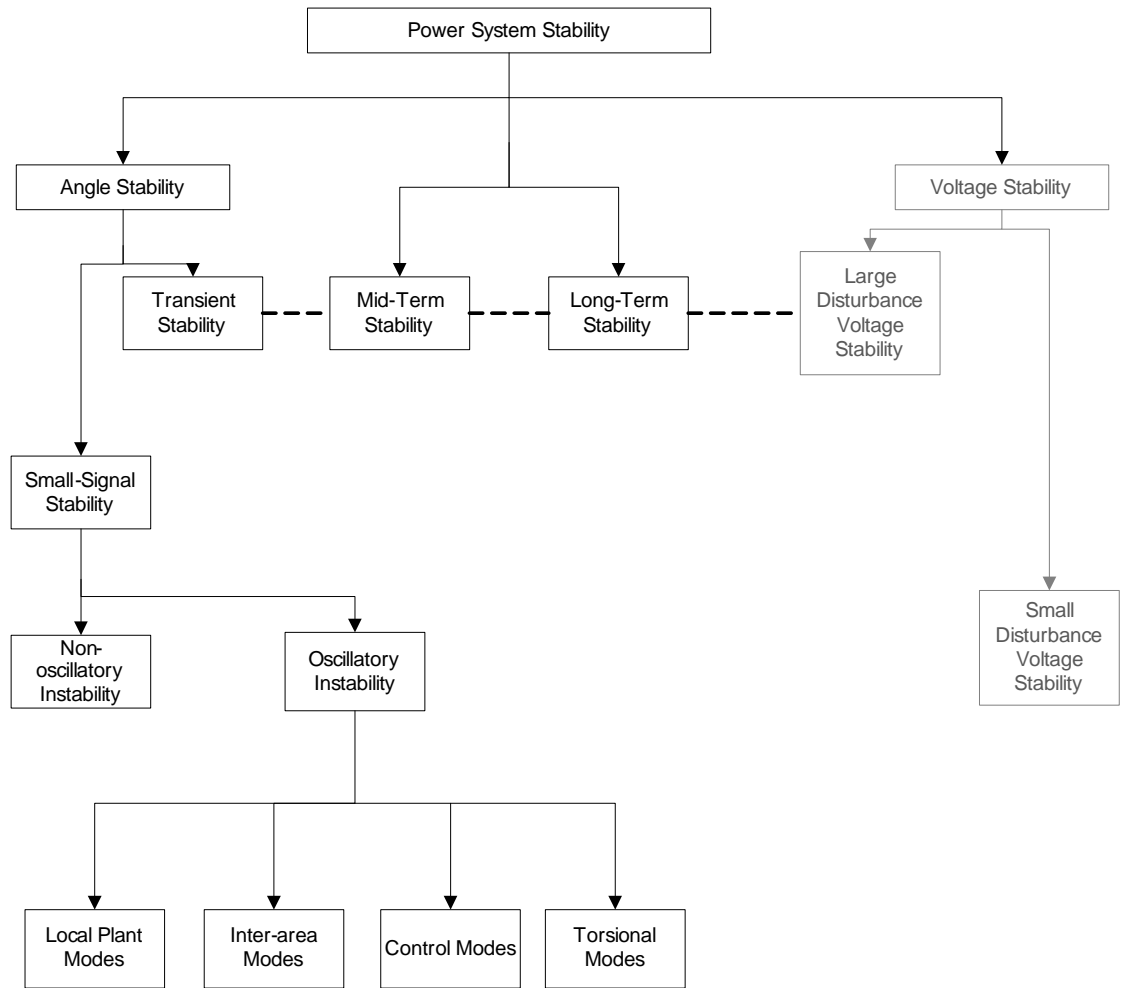 Power System Stability
Angle Stability
Voltage Stability
Transient
Stability
Mid-Term
Stability
Long-Term
Stability
Large
Disturbance
Voltage
Stability
Small-Signal
Stability
Non-
oscillatory
Instability
Oscillatory
Instability
Small
Disturbance
Voltage
Stability
Local Plant
Modes
Inter-area
Modes
Control Modes
Torsional
Modes